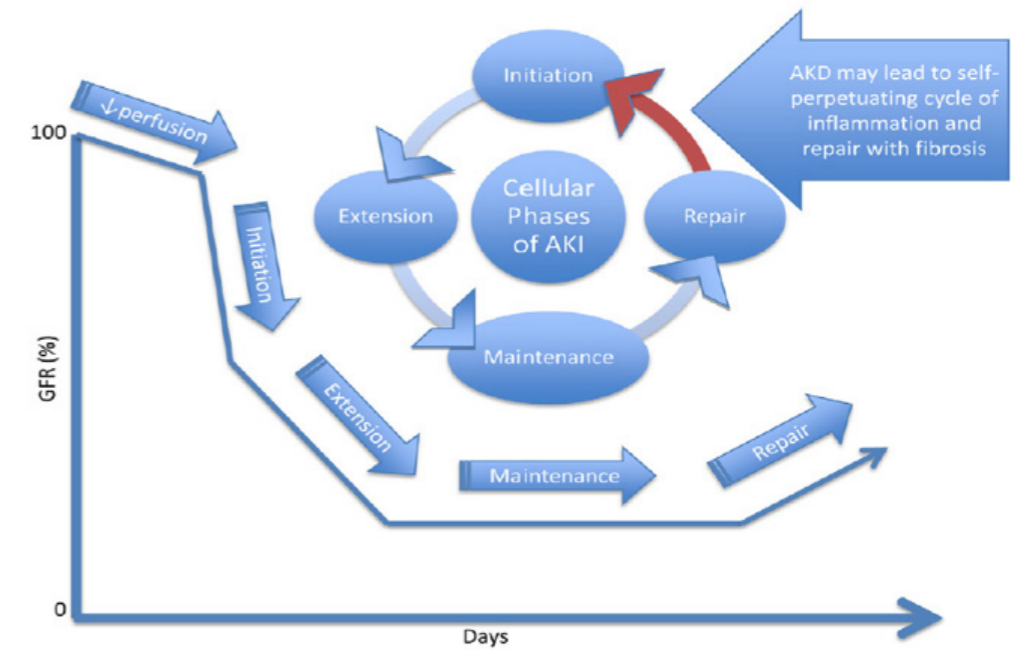 Initiation
AKD may lead to self-
perpetuating cycle of
inflammation and
repair with fibrosis
↓perfusion
100
Cellular
Phases
of AKI
Extension
Repair
Initiation
Maintenance
GFR (%)
Extension
Maintenance
Repair
0
Days